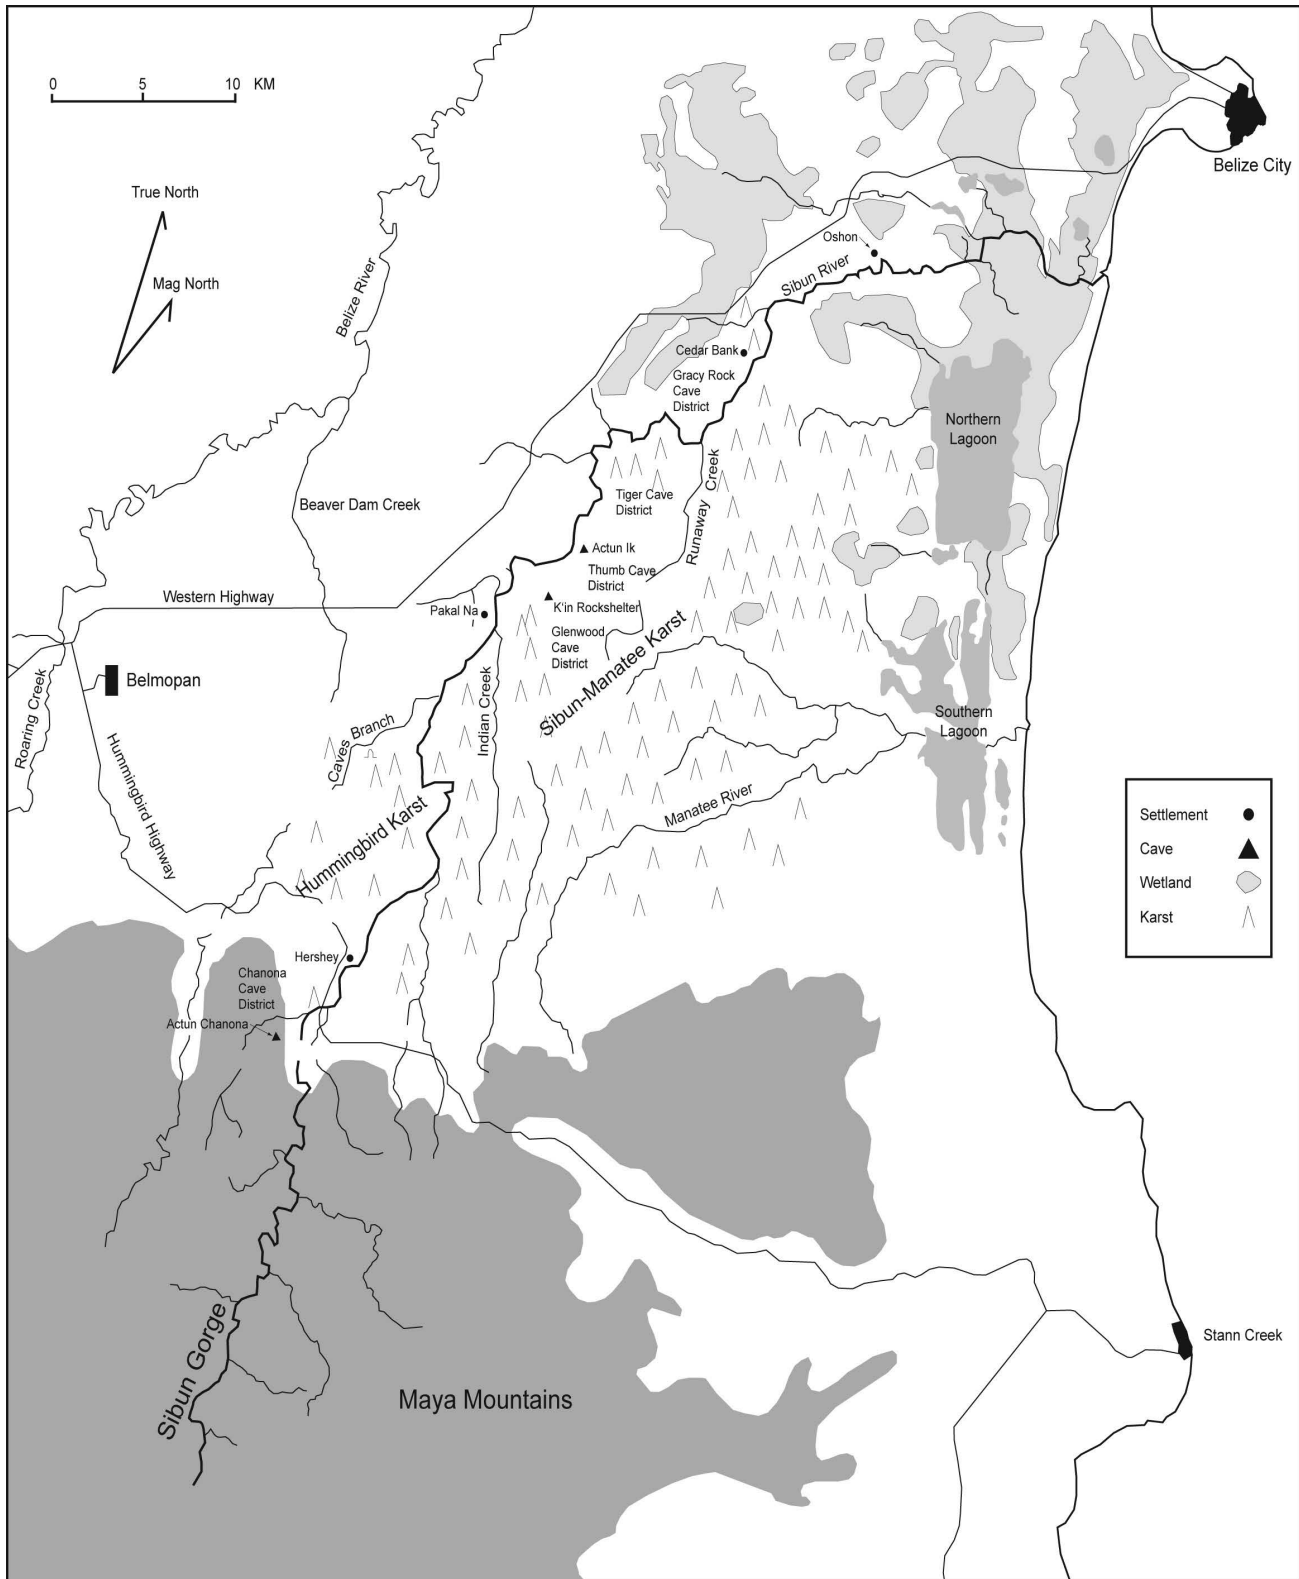 0 5 10 KM
Belize City
True North
Mag North
Oshon
Sibun River
Belize River
Cedar Bank
Gracy Rock
Cave
District
Northern
Lagoon
Runaway Creek
Tiger Cave
District
Beaver Dam Creek
Actun Ik
Thumb Cave
District
Western Highway
Pakal Na
K'in Rockshelter
Glenwood
Cave
District
Sibun-Manatee Karst
Roaring Creek
Belmopan
Indian Creek
Caves Branch
Southern
Lagoon
Hummingbird Highway
Manatee River
Hummingbird Karst
Settlement
Cave
Wetland
Karst
Hershey
Chanona
Cave
District
Actun Chanona
Sibun Gorge
Stann Creek
Maya Mountains